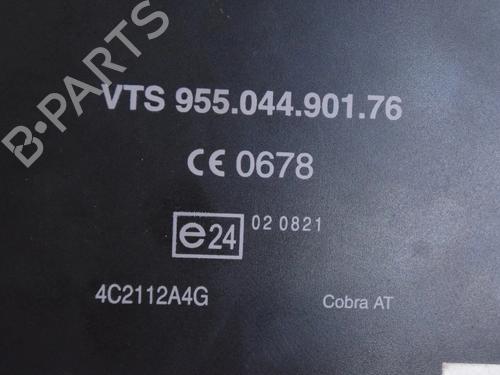 B-PARTS
VTS 955.044.901.76
CE 0678
e24 02 0821
4C2112A4G Cobra AT